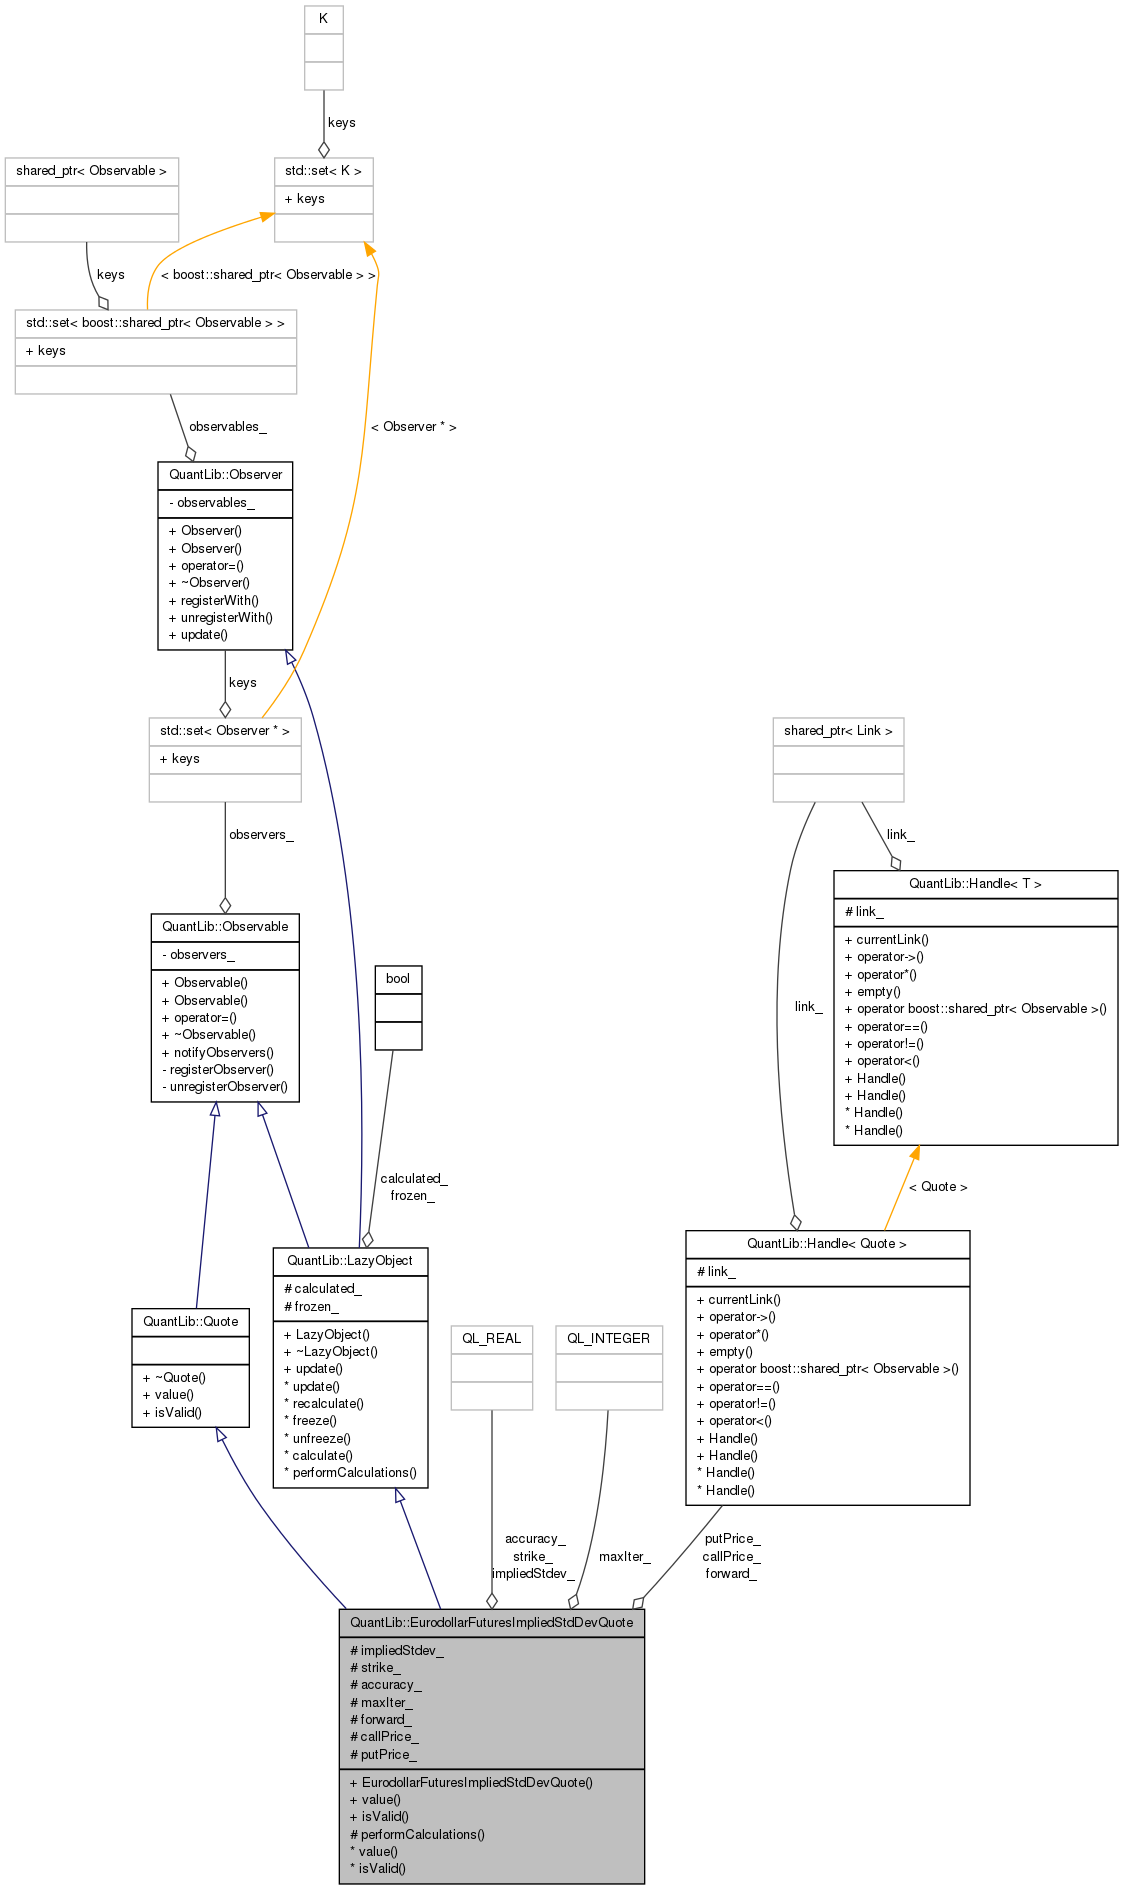 K
keys
shared_ptr< Observable >
std::set< K >
+ keys
keys
< boost::shared_ptr< Observable > >
std::set< boost::shared_ptr< Observable > >
+ keys
observables_
< Observer * >
QuantLib::Observer
- observables_
+ Observer()
+ Observer()
+ operator=()
+ ~Observer()
+ registerWith()
+ unregisterWith()
+ update()
keys
std::set< Observer * >
+ keys
shared_ptr< Link >
observers_
link_
QuantLib::Handle< T >
# link_
+ currentLink()
+ operator->()
+ operator*()
+ empty()
+ operator boost::shared_ptr< Observable >()
+ operator==()
+ operator!=()
+ operator<()
+ Handle()
+ Handle()
* Handle()
* Handle()
QuantLib::Observable
- observers_
+ Observable()
+ Observable()
+ operator=()
+ ~Observable()
+ notifyObservers()
- registerObserver()
- unregisterObserver()
bool
link_
calculated_
frozen_
< Quote >
QuantLib::Handle< Quote >
# link_
+ currentLink()
+ operator->()
+ operator*()
+ empty()
+ operator boost::shared_ptr< Observable >()
+ operator==()
+ operator!=()
+ operator<()
+ Handle()
+ Handle()
* Handle()
* Handle()
QuantLib::LazyObject
# calculated_
# frozen_
+ LazyObject()
+ ~LazyObject()
+ update()
* update()
* recalculate()
* freeze()
* unfreeze()
* calculate()
* performCalculations()
QuantLib::Quote
+ ~Quote()
+ value()
+ isValid()
QL_REAL
QL_INTEGER
accuracy_
strike_
impliedStdev_
maxIter_
putPrice_
callPrice_
forward_
QuantLib::EurodollarFuturesImpliedStdDevQuote
# impliedStdev_
# strike_
# accuracy_
# maxIter_
# forward_
# callPrice_
# putPrice_
+ EurodollarFuturesImpliedStdDevQuote()
+ value()
+ isValid()
# performCalculations()
* value()
* isValid()